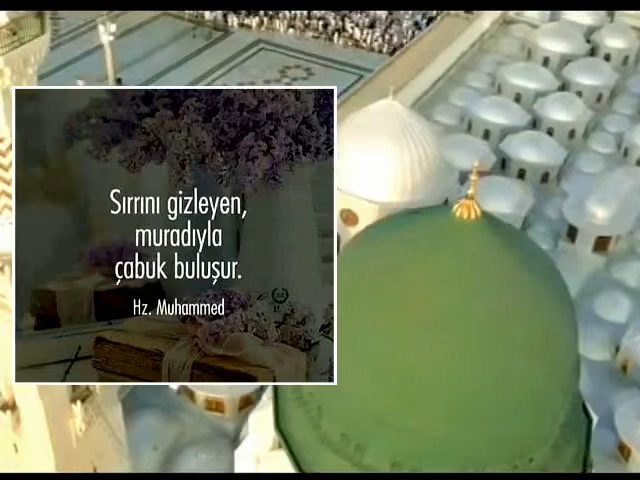 Sırrını gizleyen,
muradıyla
çabuk buluşur.
Hz. Muhammed